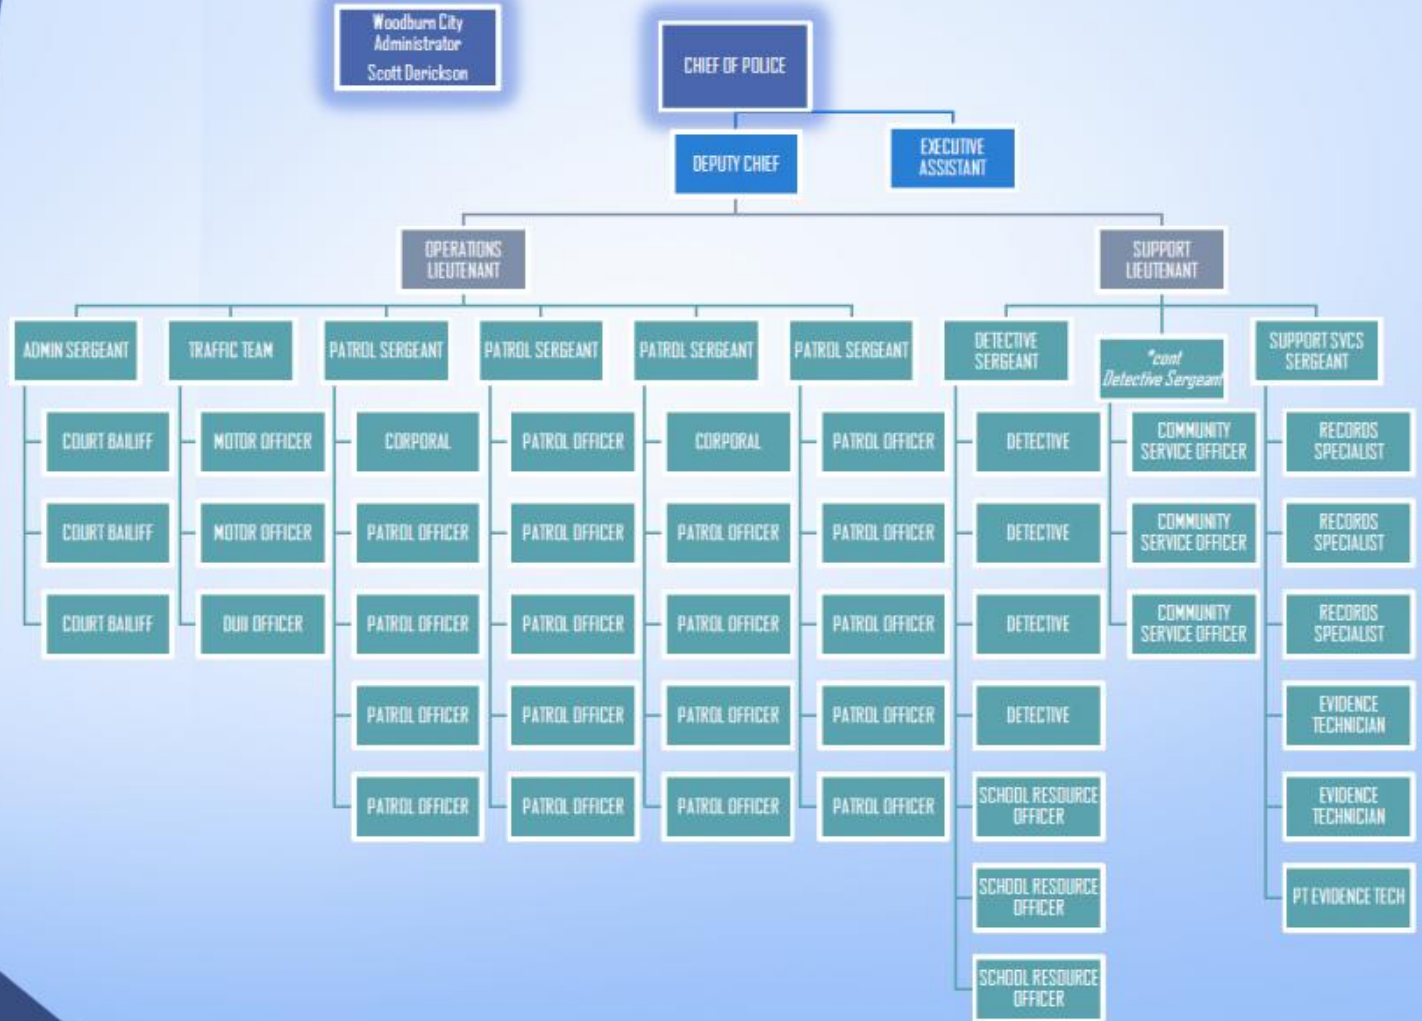 Woodburn City
Administrator
Scott Derickson
CHIEF OF POLICE
DEPUTY CHIEF
EXECUTIVE
ASSISTANT
OPERATIONS
LIEUTENANT
SUPPORT
LIEUTENANT
ADMIN SERGEANT
TRAFFIC TEAM
PATROL SERGEANT
PATROL SERGEANT
PATROL SERGEANT
PATROL SERGEANT
DETECTIVE
SERGEANT
*cont
Detective Sergeant
SUPPORT SVCS
SERGEANT
COURT BAILIFF
COURT BAILIFF
COURT BAILIFF
MOTOR OFFICER
MOTOR OFFICER
DUII OFFICER
CORPORAL
PATROL OFFICER
PATROL OFFICER
PATROL OFFICER
PATROL OFFICER
PATROL OFFICER
PATROL OFFICER
PATROL OFFICER
PATROL OFFICER
PATROL OFFICER
CORPORAL
PATROL OFFICER
PATROL OFFICER
PATROL OFFICER
PATROL OFFICER
PATROL OFFICER
PATROL OFFICER
PATROL OFFICER
PATROL OFFICER
PATROL OFFICER
DETECTIVE
DETECTIVE
DETECTIVE
DETECTIVE
SCHOOL RESOURCE
OFFICER
SCHOOL RESOURCE
OFFICER
SCHOOL RESOURCE
OFFICER
COMMUNITY
SERVICE OFFICER
COMMUNITY
SERVICE OFFICER
COMMUNITY
SERVICE OFFICER
RECORDS
SPECIALIST
RECORDS
SPECIALIST
RECORDS
SPECIALIST
EVIDENCE
TECHNICIAN
EVIDENCE
TECHNICIAN
PT EVIDENCE TECH